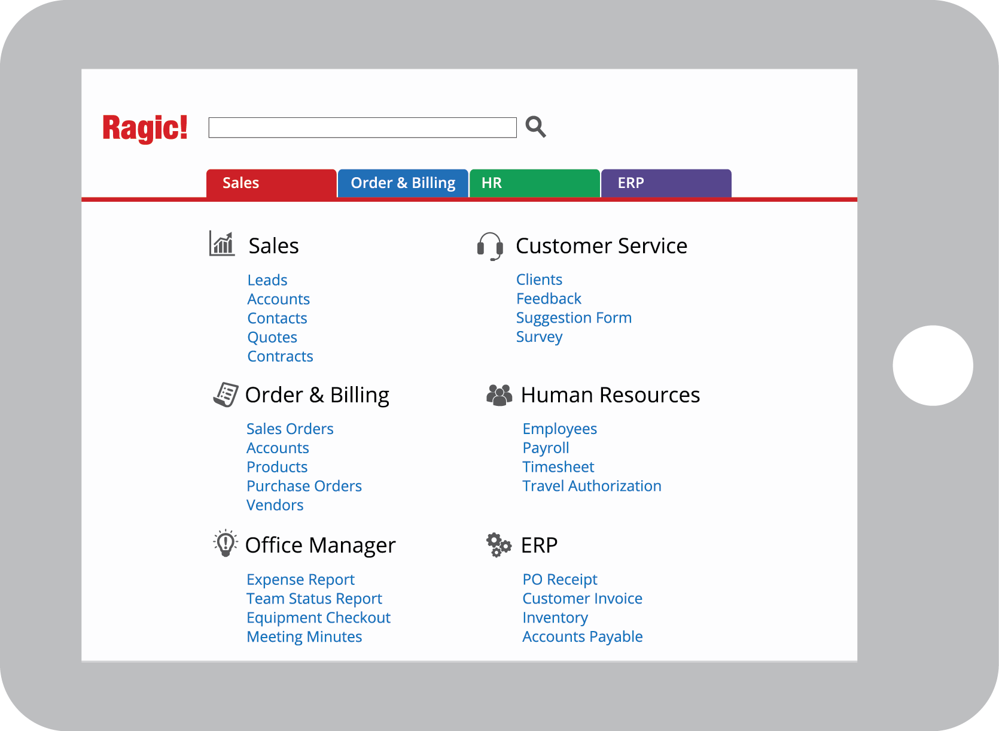 Ragic!
Sales
Order & Billing
HR
ERP
Sales
Leads
Accounts
Contacts
Quotes
Contracts
Customer Service
Clients
Feedback
Suggestion Form
Survey
Order & Billing
Sales Orders
Accounts
Products
Purchase Orders
Vendors
Human Resources
Employees
Payroll
Timesheet
Travel Authorization
Office Manager
Expense Report
Team Status Report
Equipment Checkout
Meeting Minutes
ERP
PO Receipt
Customer Invoice
Inventory
Accounts Payable